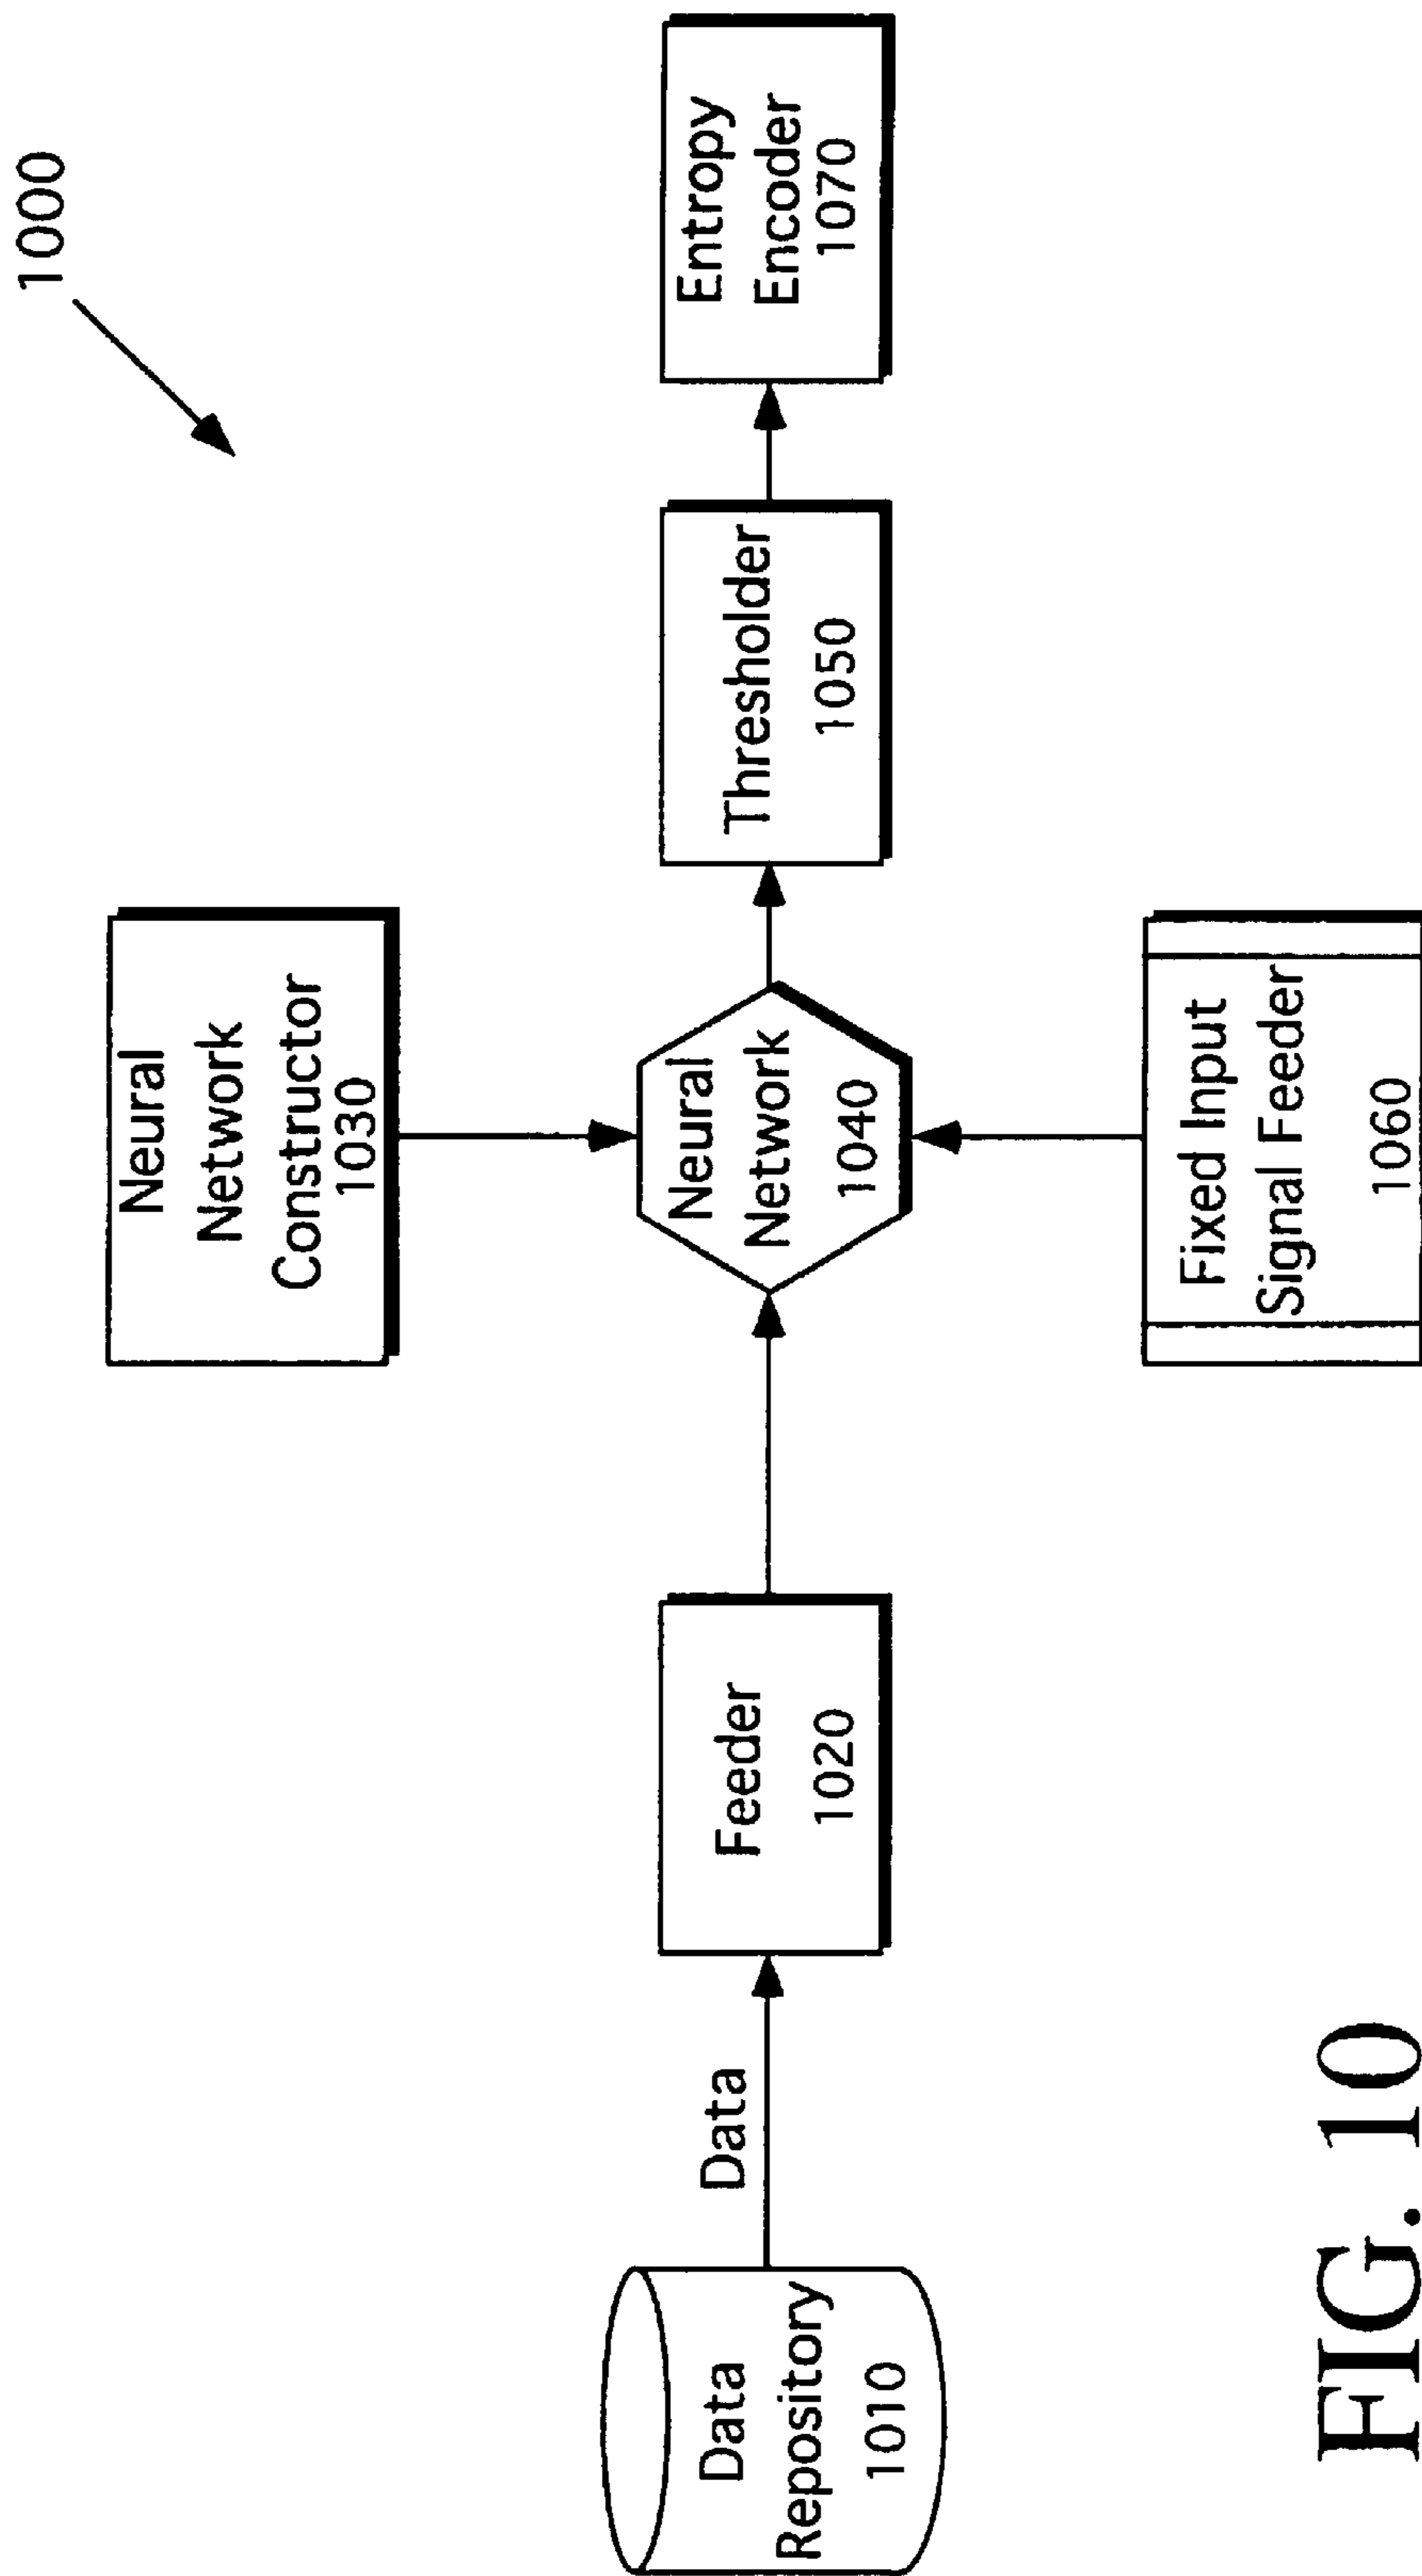 1000
Neural
Network
Constructor
1030
Data
Repository
1010
Data
Feeder
1020
Neural
Network
1040
Thresholder
1050
Entropy
Encoder
1070
Fixed Input
Signal Feeder
1060
FIG. 10